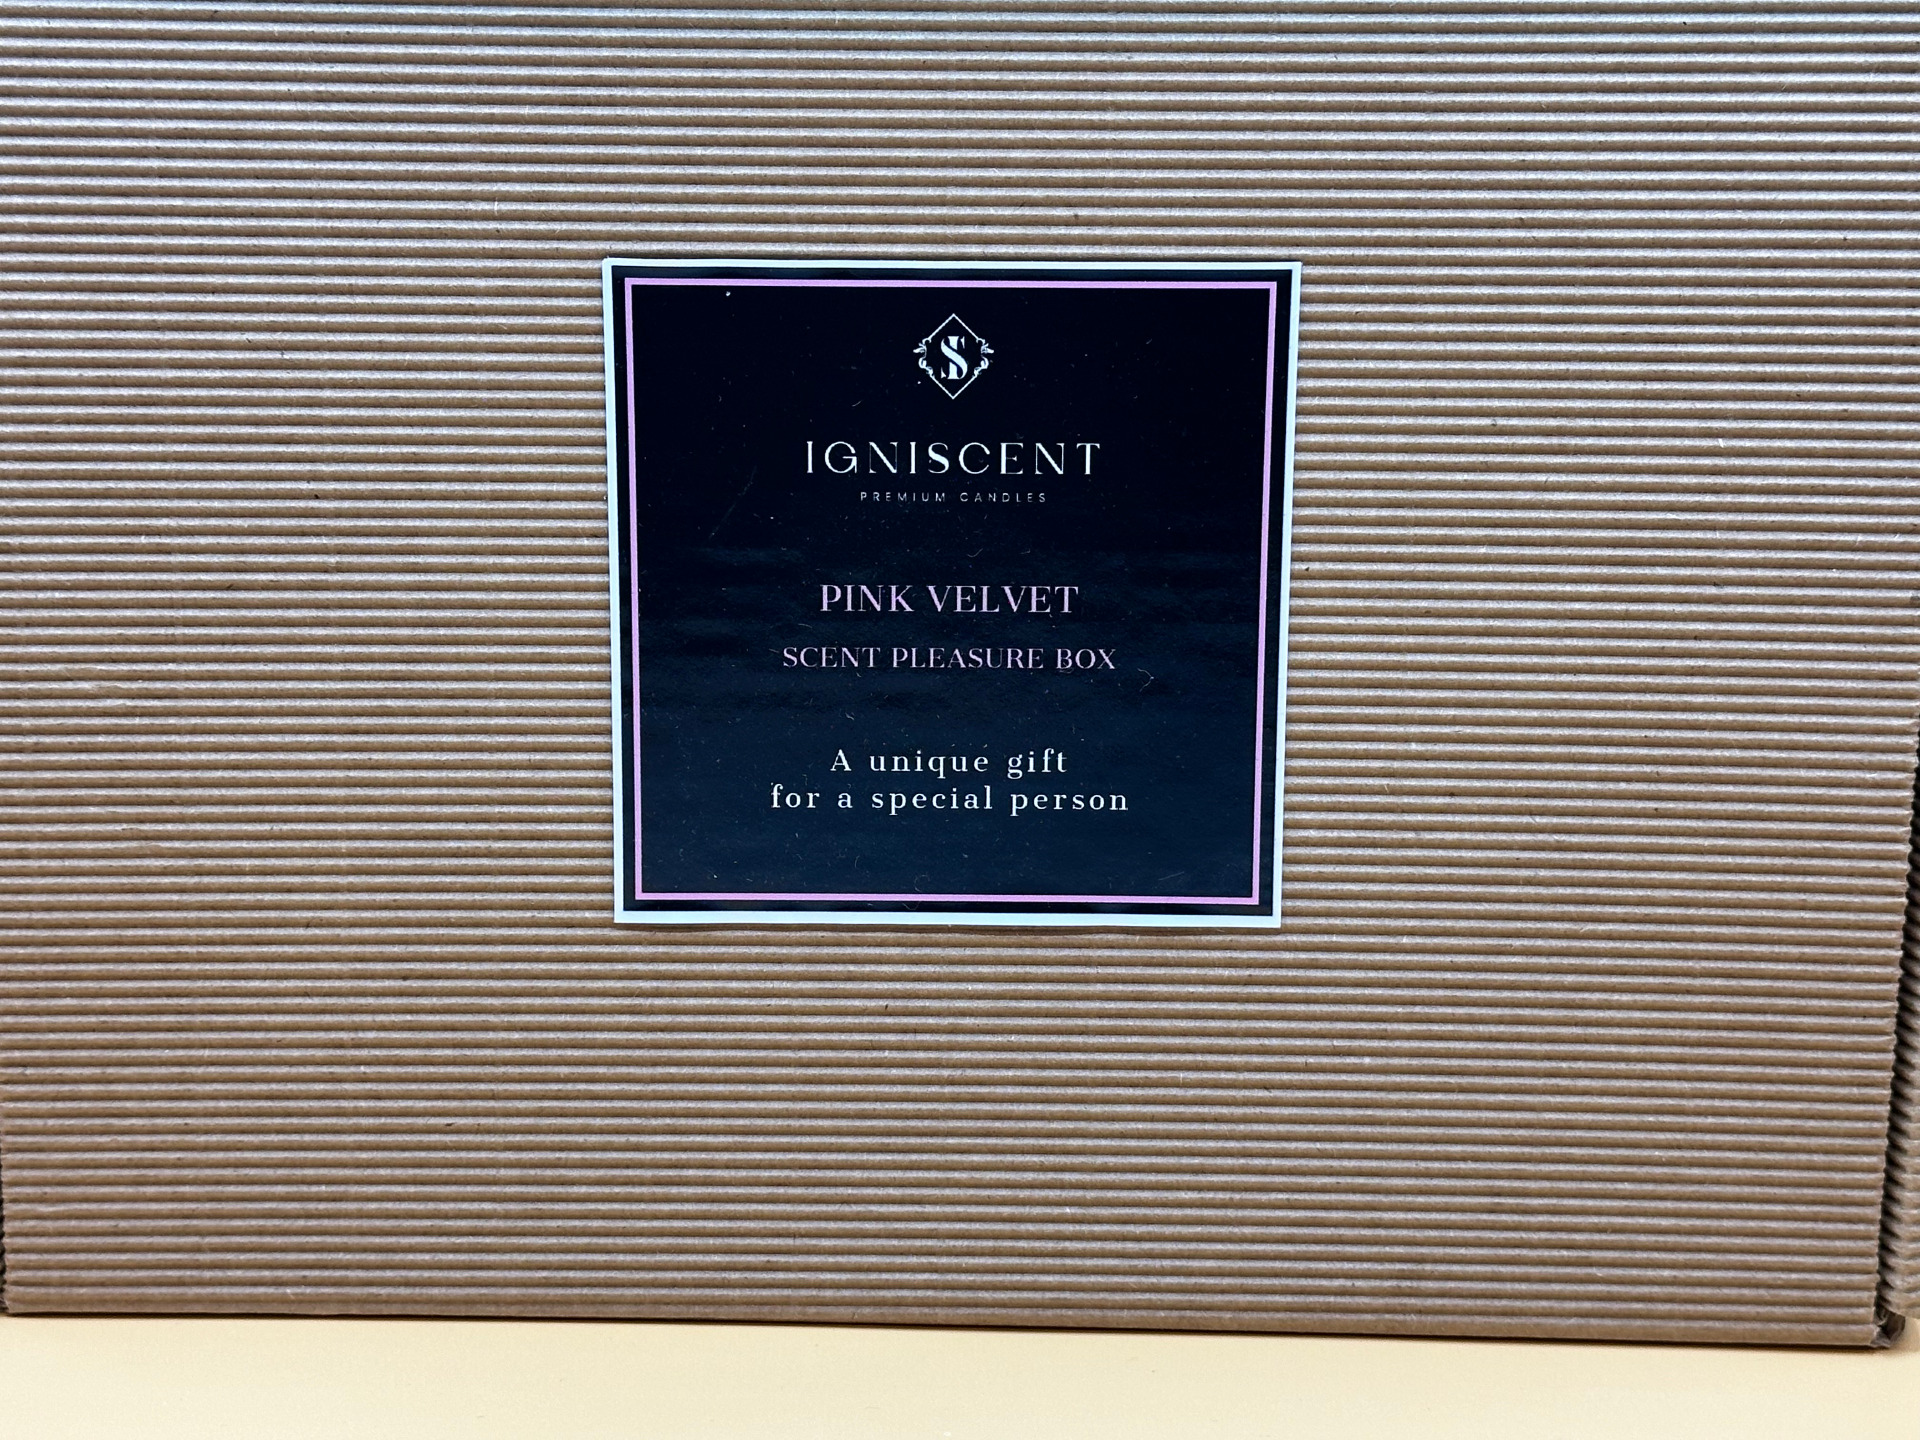 S
IGNISCENT
PREMIUM CANDLES
PINK VELVET
SCENT PLEASURE BOX
A unique gift
for a special person